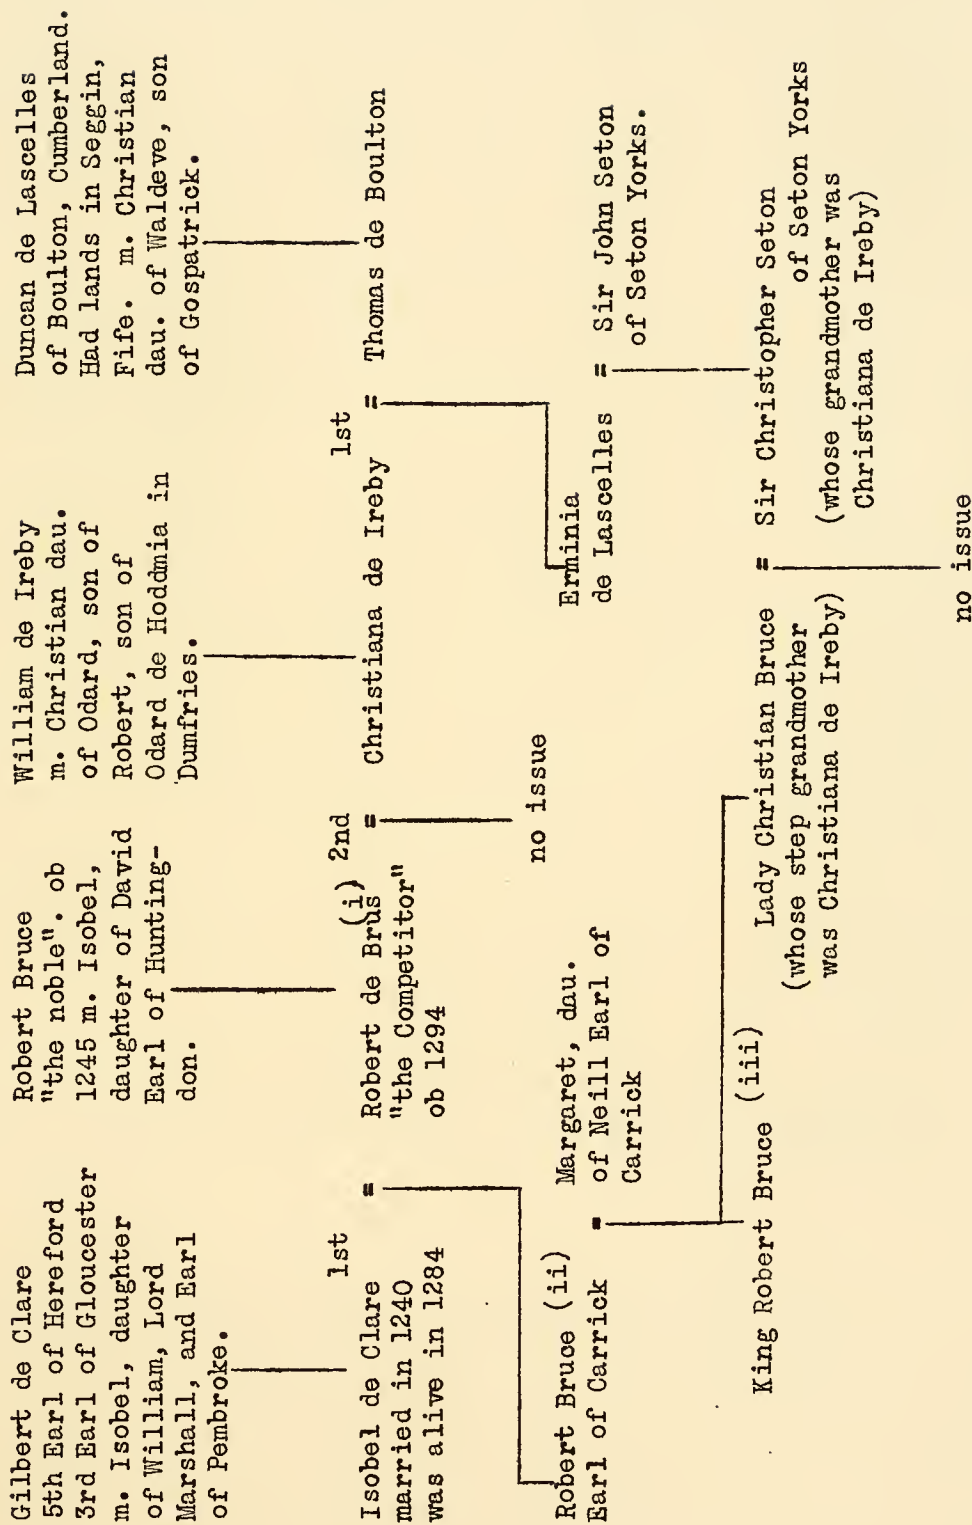 Gilbert de Clare
5th Earl of Hereford
3rd Earl of Gloucester
m. Isobel, daughter
of William, Lord
Marshall, and Earl
of Pembroke.
Robert Bruce
"the noble". ob
1245 m. Isobel,
daughter of David
Earl of Hunting-
don.
William de Ireby
m. Christian dau.
of Odard, son of
Robert, son of
Odard de Hoddmia in
Dumfries.
Duncan de Lascelles
of Boulton, Cumberland.
Had lands in Seggin,
Fife. m. Christian
dau. of Waldeve, son
of Gospatrick.
Isobel de Clare
married in 1240
was alive in 1284
1st
=
Robert de Brus (i)
"the Competitor"
ob 1294
2nd
=
Christiana de Ireby
1st
=
Thomas de Boulton
no issue
Robert Bruce (ii)
Earl of Carrick
=
Margaret, dau.
of Neill Earl of
Carrick
Erminia
de Lascelles
=
Sir John Seton
of Seton Yorks.
King Robert Bruce (iii)
Lady Christian Bruce
(whose step grandmother
was Christiana de Ireby)
=
Sir Christopher Seton
of Seton Yorks
(whose grandmother was
Christiana de Ireby)
no issue